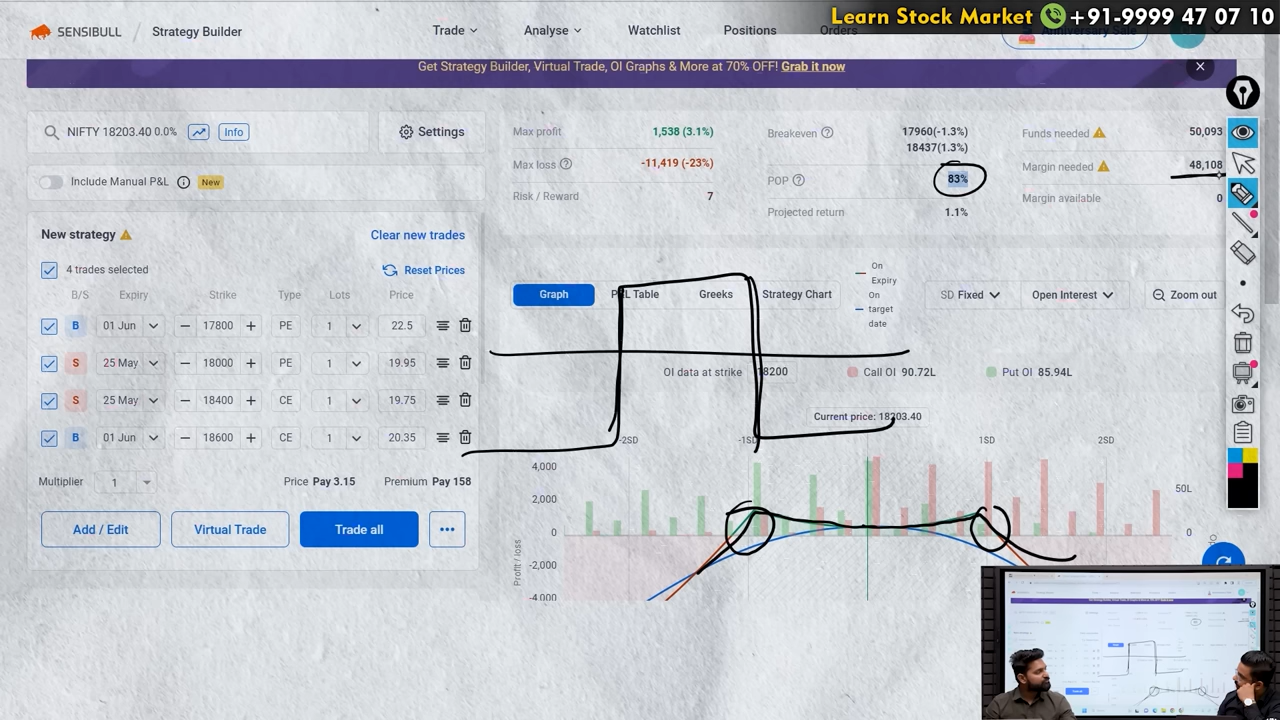 Learn Stock Market +91-9999 47 07 10
SENSIBULL Strategy Builder Trade Analyse Watchlist Positions Orders
Anniversary Sale
Get Strategy Builder, Virtual Trade, OI Graphs & More at 70% OFF! Grab it now
NIFTY 18203.40 0.0% Info Settings
Include Manual P&L New
Max profit 1,538 (3.1%)
Max loss -11,419 (-23%)
Risk / Reward 7
Breakeven 17960(-1.3%)
18437(1.3%)
POP 83%
Projected return 1.1%
Funds needed 50,093
Margin needed 48,108
Margin available 0
New strategy Clear new trades
4 trades selected Reset Prices
B/S Expiry Strike Type Lots Price
B 01 Jun 17800 PE 1 22.5
S 25 May 18000 PE 1 19.95
S 25 May 18400 CE 1 19.75
B 01 Jun 18600 CE 1 20.35
Multiplier 1 Price Pay 3.15 Premium Pay 158
Add / Edit Virtual Trade Trade all
Graph P&L Table Greeks Strategy Chart
On
Expiry
On
target
date
SD Fixed Open Interest Zoom out
OI data at strike 18200 Call OI 90.72L Put OI 85.94L
Current price: 18203.40
-2SD -1SD 1SD 2SD
4,000
2,000
0
-2,000
-4,000
Profit / loss
50L
0